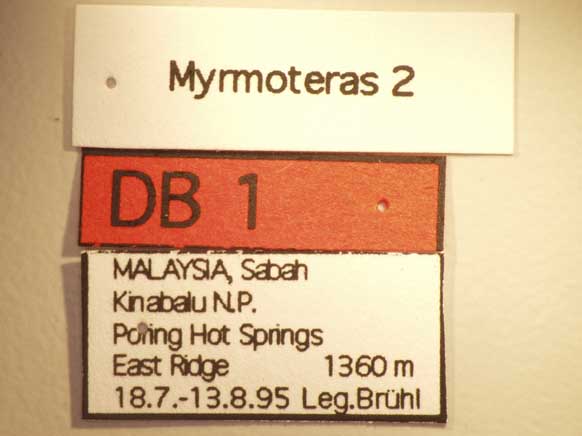 Myrmoteras 2
DB 1
MALAYSIA, Sabah
Kinabalu N.P.
Poring Hot Springs
East Ridge 1360 m
18.7.-13.8.95 Leg.Brühl